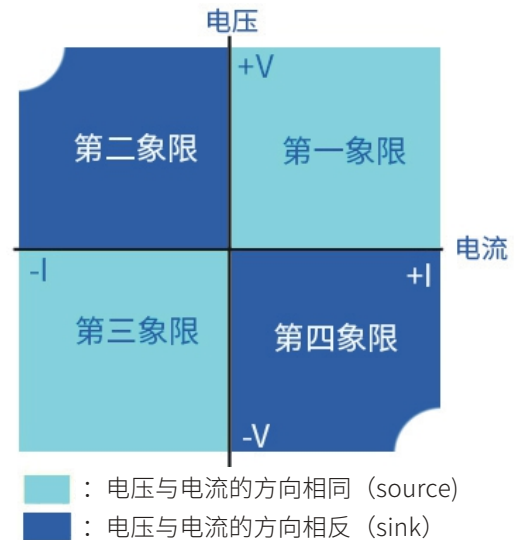 电压
+V
第二象限
第一象限
电流
-I
+I
第三象限
第四象限
-V
：电压与电流的方向相同（source)
：电压与电流的方向相反（sink）